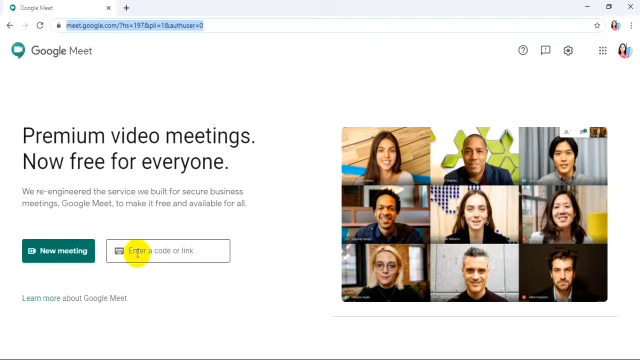 Google Meet
meet.google.com/?hs=197&pli=1&authuser=0
Google Meet
Premium video meetings.
Now free for everyone.
We re-engineered the service we built for secure business
meetings, Google Meet, to make it free and available for all.
New meeting
Enter a code or link
Learn more about Google Meet